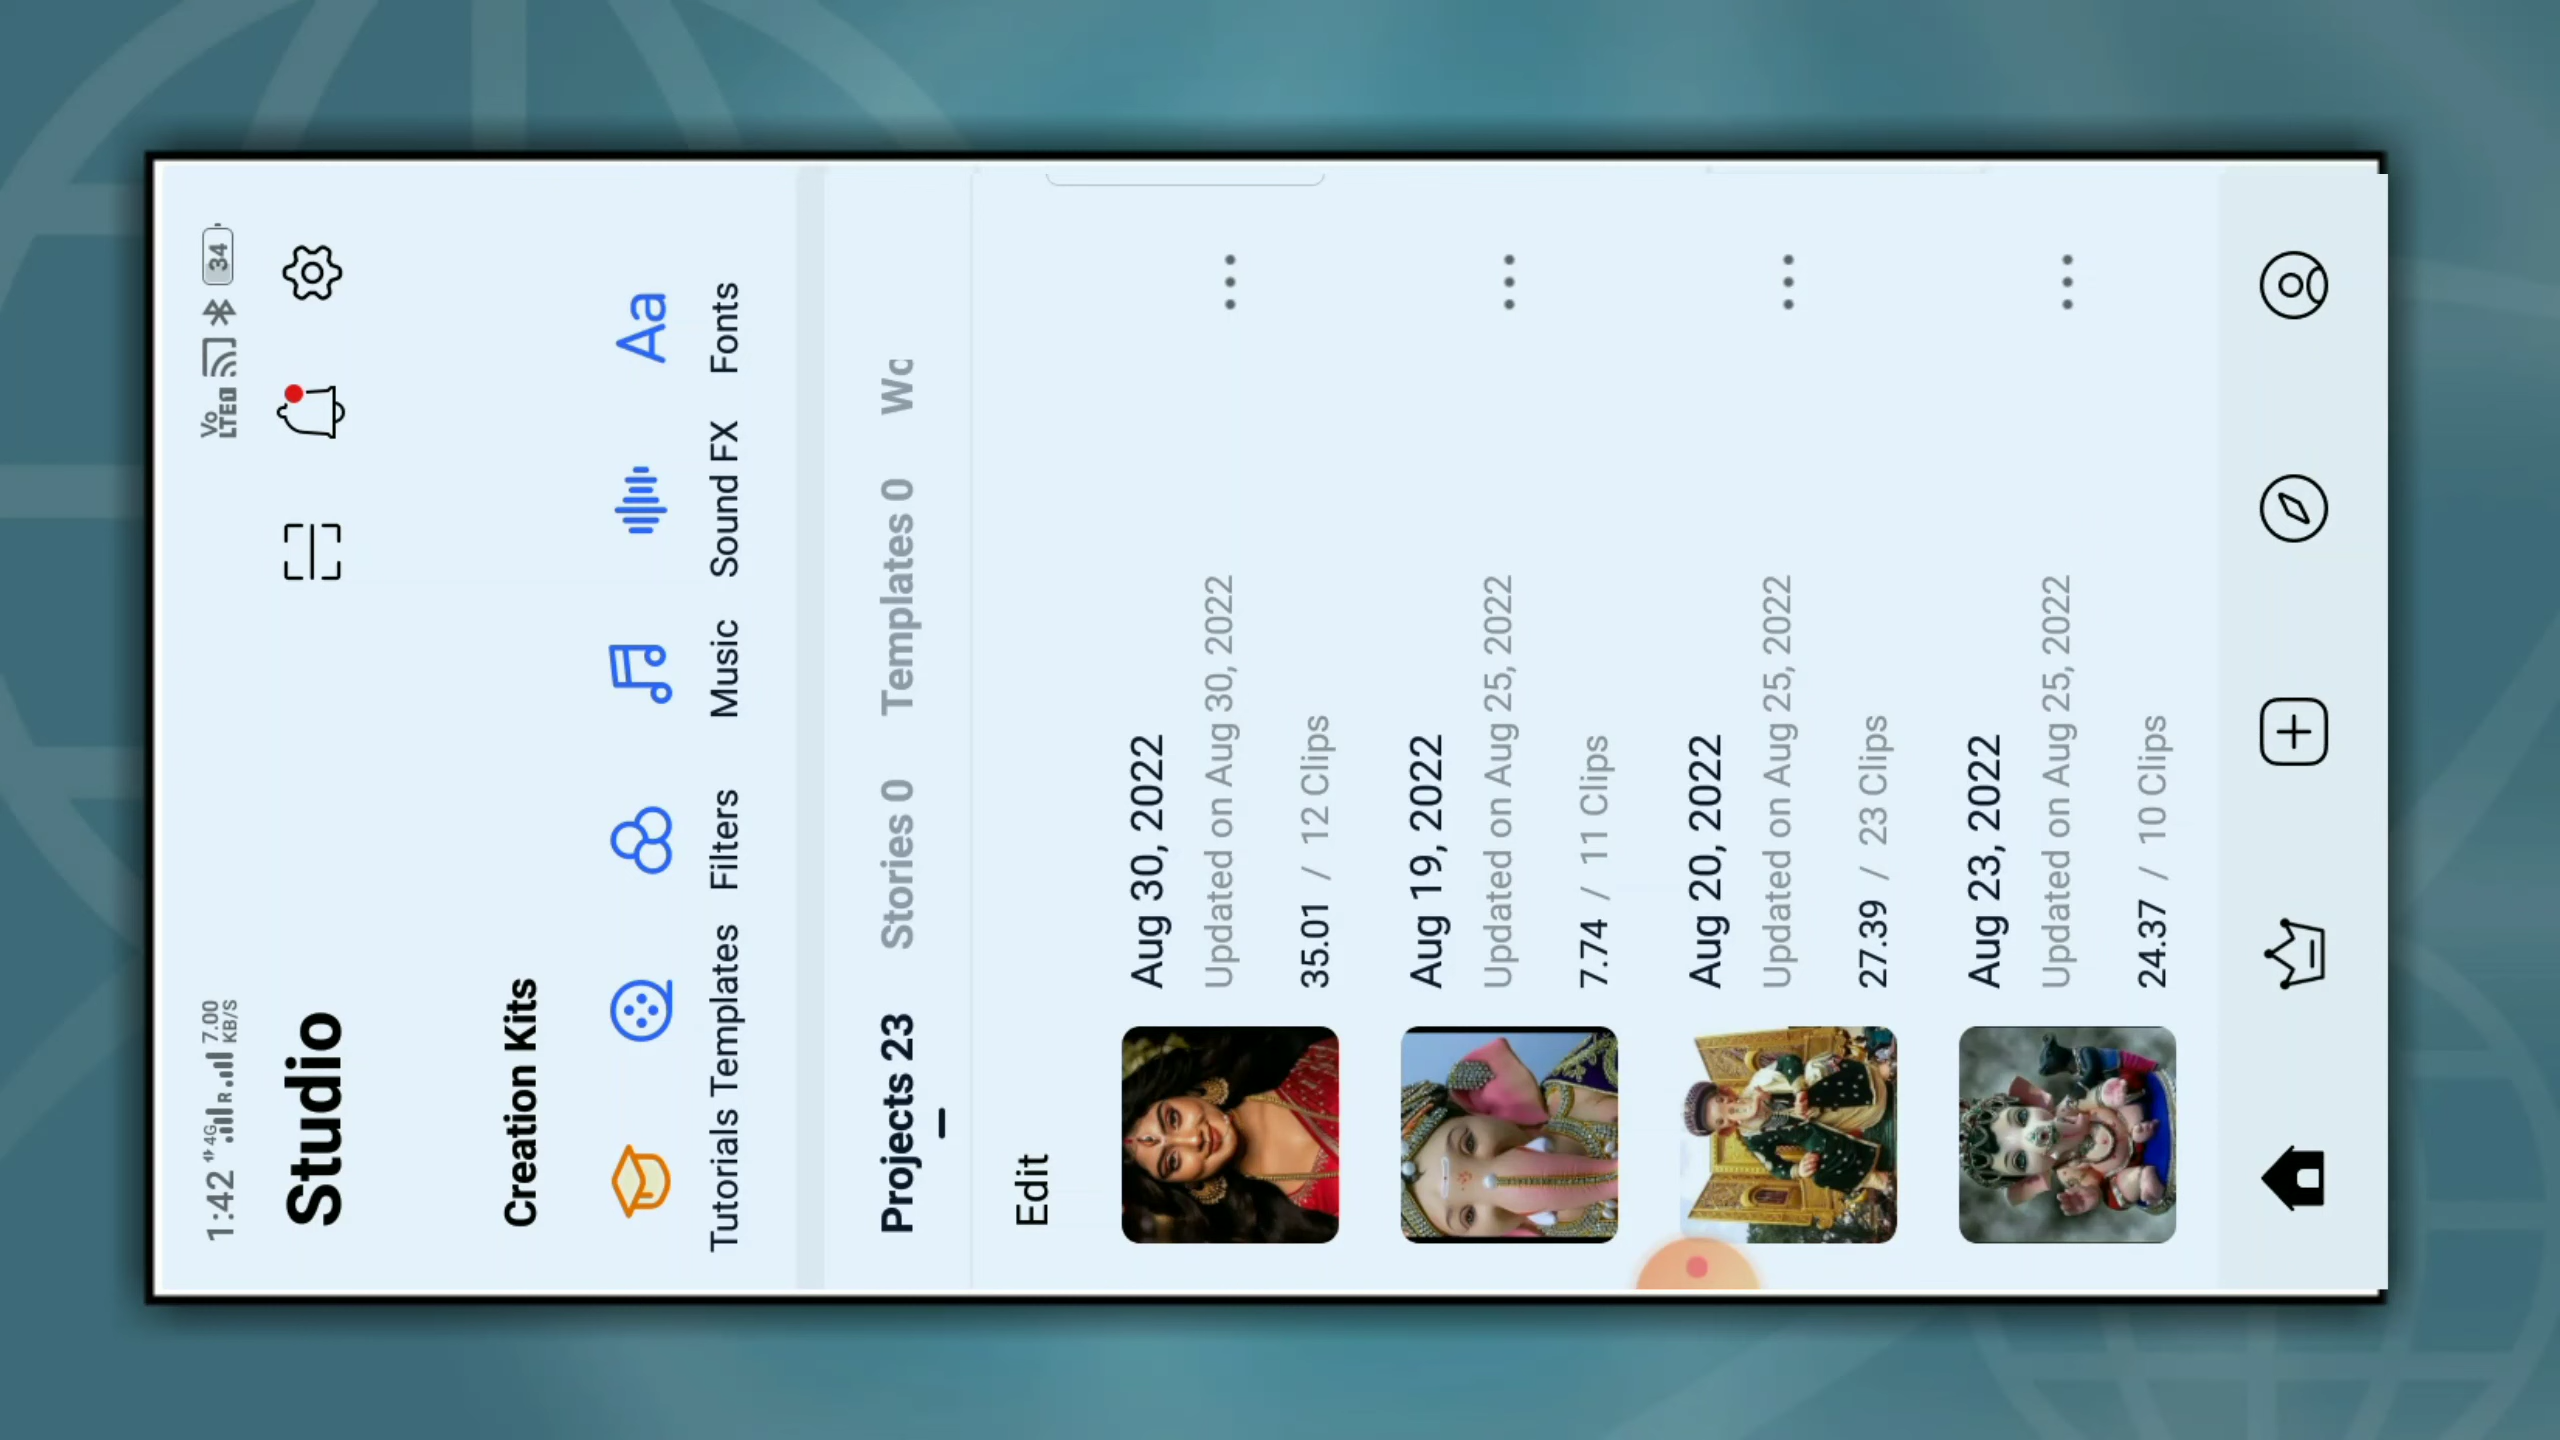 1:42 4G R 7.00 KB/S Vo LTE 34
Studio
Creation Kits
Tutorials Templates Filters Music Sound FX Fonts
Aa
Projects 23 Stories 0 Templates 0
Edit
Aug 30, 2022
Updated on Aug 30, 2022
35.01 / 12 Clips
Aug 19, 2022
Updated on Aug 25, 2022
7.74 / 11 Clips
Aug 20, 2022
Updated on Aug 25, 2022
27.39 / 23 Clips
Aug 23, 2022
Updated on Aug 25, 2022
24.37 / 10 Clips